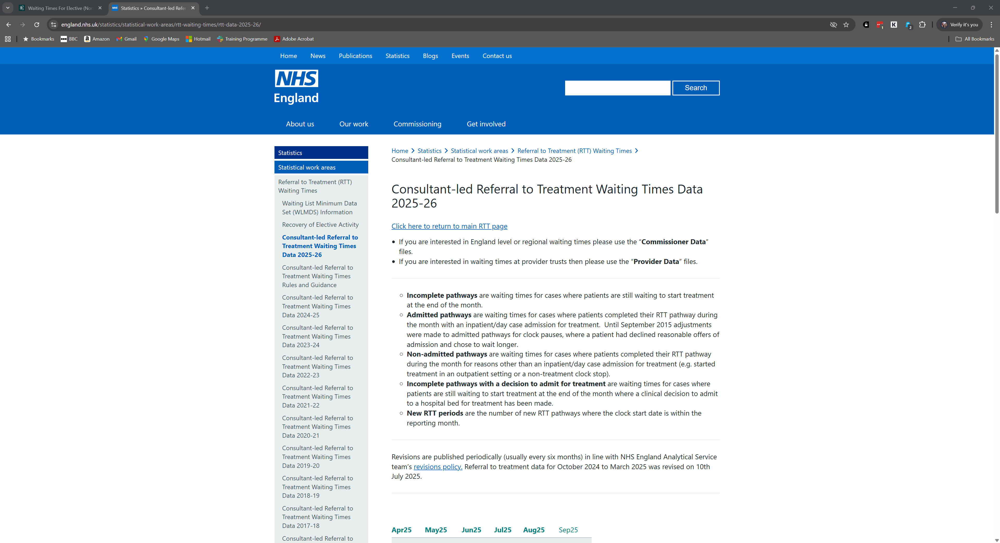 Waiting Times For Elective (Non
Statistics » Consultant-led Refer
england.nhs.uk/statistics/statistical-work-areas/rtt-waiting-times/rtt-data-2025-26/
1
K
2
Verify it's you
Bookmarks
BBC
Amazon
Gmail
Google Maps
Hotmail
Training Programme
Adobe Acrobat
All Bookmarks
Home
News
Publications
Statistics
Blogs
Events
Contact us
NHS
England
Search
About us
Our work
Commissioning
Get involved
Statistics
Statistical work areas
Referral to Treatment (RTT)
Waiting Times
Waiting List Minimum Data
Set (WLMDS) Information
Recovery of Elective Activity
Consultant-led Referral to
Treatment Waiting Times
Data 2025-26
Consultant-led Referral to
Treatment Waiting Times
Rules and Guidance
Consultant-led Referral to
Treatment Waiting Times
Data 2024-25
Consultant-led Referral to
Treatment Waiting Times
Data 2023-24
Consultant-led Referral to
Treatment Waiting Times
Data 2022-23
Consultant-led Referral to
Treatment Waiting Times
Data 2021-22
Consultant-led Referral to
Treatment Waiting Times
Data 2020-21
Consultant-led Referral to
Treatment Waiting Times
Data 2019-20
Consultant-led Referral to
Treatment Waiting Times
Data 2018-19
Consultant-led Referral to
Treatment Waiting Times
Data 2017-18
Consultant-led Referral to
Home > Statistics > Statistical work areas > Referral to Treatment (RTT) Waiting Times >
Consultant-led Referral to Treatment Waiting Times Data 2025-26
Consultant-led Referral to Treatment Waiting Times Data
2025-26
Click here to return to main RTT page
• If you are interested in England level or regional waiting times please use the “Commissioner Data”
files.
• If you are interested in waiting times at provider trusts then please use the “Provider Data” files.
○ Incomplete pathways are waiting times for cases where patients are still waiting to start treatment
at the end of the month.
○ Admitted pathways are waiting times for cases where patients completed their RTT pathway during
the month with an inpatient/day case admission for treatment.  Until September 2015 adjustments
were made to admitted pathways for clock pauses, where a patient had declined reasonable offers of
admission and chose to wait longer.
○ Non-admitted pathways are waiting times for cases where patients completed their RTT pathway
during the month for reasons other than an inpatient/day case admission for treatment (e.g. started
treatment in an outpatient setting or a non-treatment clock stop).
○ Incomplete pathways with a decision to admit for treatment are waiting times for cases where
patients are still waiting to start treatment at the end of the month where a clinical decision to admit
to a hospital bed for treatment has been made.
○ New RTT periods are the number of new RTT pathways where the clock start date is within the
reporting month.
Revisions are published periodically (usually every six months) in line with NHS England Analytical Service
team’s revisions policy. Referral to treatment data for October 2024 to March 2025 was revised on 10th
July 2025.
Apr25 May25 Jun25 Jul25 Aug25 Sep25